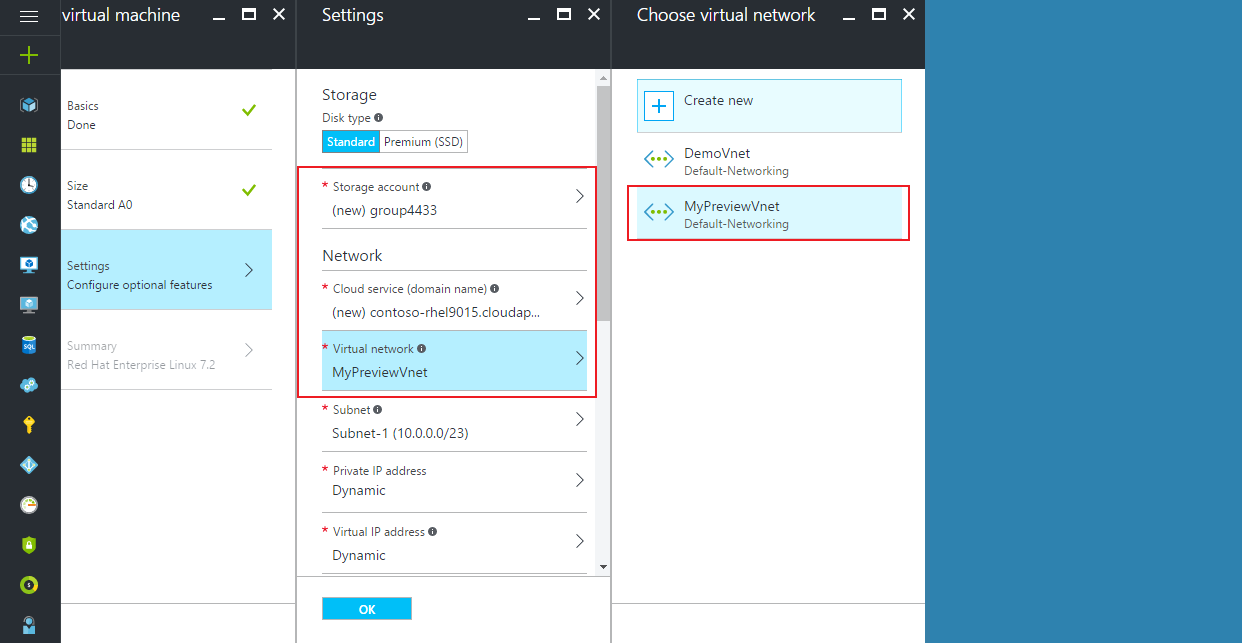 virtual machine
Basics
Done
Size
Standard A0
Settings
Configure optional features
Summary
Red Hat Enterprise Linux 7.2
Settings
Storage
Disk type
Standard Premium (SSD)
* Storage account
(new) group4433
Network
* Cloud service (domain name)
(new) contoso-rhel9015.cloudap...
* Virtual network
MyPreviewVnet
* Subnet
Subnet-1 (10.0.0.0/23)
* Private IP address
Dynamic
* Virtual IP address
Dynamic
OK
Choose virtual network
Create new
DemoVnet
Default-Networking
MyPreviewVnet
Default-Networking
SQL